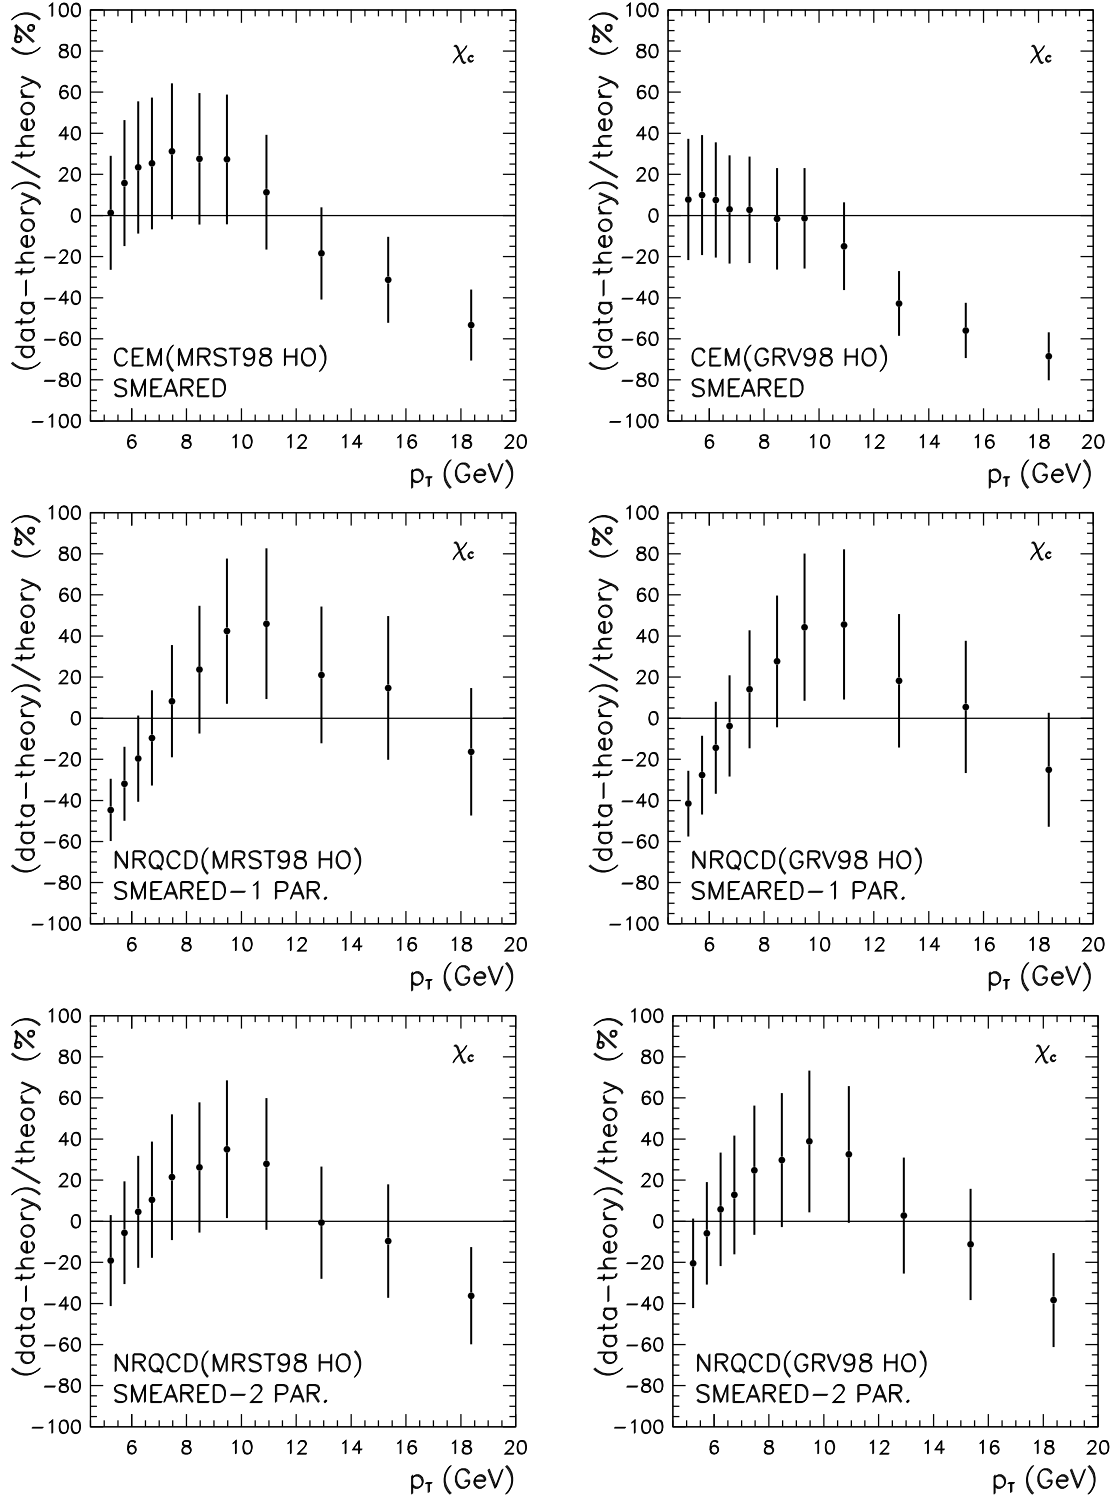 (data-theory)/theory (%)
100
80
60
40
20
0
-20
-40
-60
-80
-100
χc
CEM(MRST98 HO)
SMEARED
6 8 10 12 14 16 18 20
pT (GeV)
(data-theory)/theory (%)
100
80
60
40
20
0
-20
-40
-60
-80
-100
χc
CEM(GRV98 HO)
SMEARED
6 8 10 12 14 16 18 20
pT (GeV)
(data-theory)/theory (%)
100
80
60
40
20
0
-20
-40
-60
-80
-100
χc
NRQCD(MRST98 HO)
SMEARED-1 PAR.
6 8 10 12 14 16 18 20
pT (GeV)
(data-theory)/theory (%)
100
80
60
40
20
0
-20
-40
-60
-80
-100
χc
NRQCD(GRV98 HO)
SMEARED-1 PAR.
6 8 10 12 14 16 18 20
pT (GeV)
(data-theory)/theory (%)
100
80
60
40
20
0
-20
-40
-60
-80
-100
χc
NRQCD(MRST98 HO)
SMEARED-2 PAR.
6 8 10 12 14 16 18 20
pT (GeV)
(data-theory)/theory (%)
100
80
60
40
20
0
-20
-40
-60
-80
-100
χc
NRQCD(GRV98 HO)
SMEARED-2 PAR.
6 8 10 12 14 16 18 20
pT (GeV)